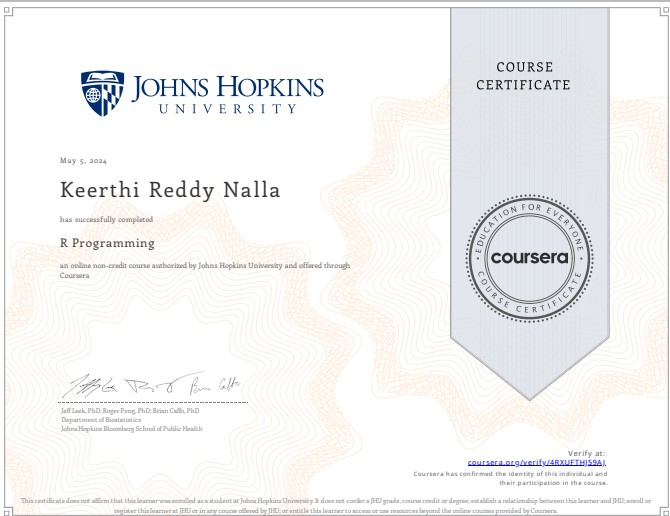 COURSE
CERTIFICATE
JOHNS HOPKINS
UNIVERSITY
May 5, 2024
Keerthi Reddy Nalla
has successfully completed
R Programming
an online non-credit course authorized by Johns Hopkins University and offered through
Coursera
EDUCATION FOR EVERYONE
coursera
COURSE CERTIFICATE
Jeff Leek, PhD; Roger Peng, PhD; Brian Caffo, PhD
Department of Biostatistics
Johns Hopkins Bloomberg School of Public Health
Verify at:
coursera.org/verify/4RXUFTHJ59AJ
Coursera has confirmed the identity of this individual and
their participation in the course.
This certificate does not affirm that this learner was enrolled as a student at Johns Hopkins University. It does not confer a JHU grade, course credit or degree; establish a relationship between this learner and JHU; enroll or
register this learner at JHU or in any course offered by JHU; or entitle this learner to access or use resources beyond the online courses provided by Coursera.